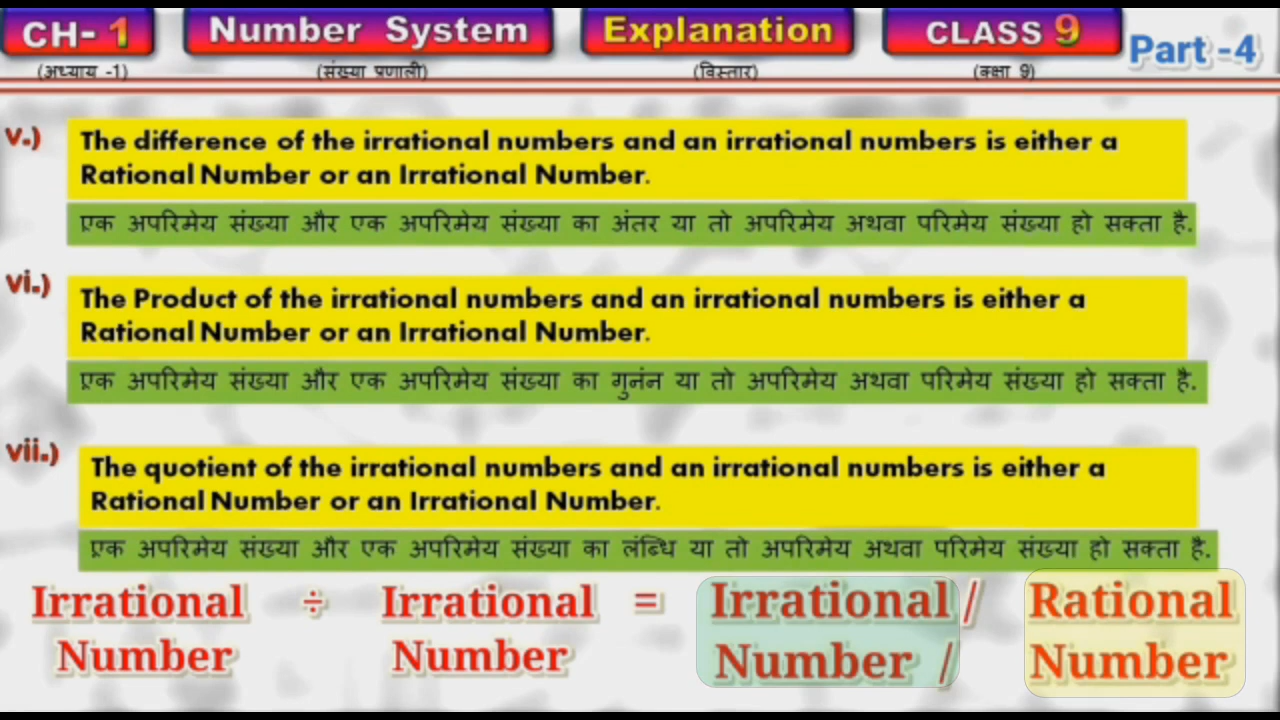 CH- 1 Number System Explanation CLASS 9 Part -4
(अध्याय -1) (संख्या प्रणाली) (विस्तार) (कक्षा 9)
v.) The difference of the irrational numbers and an irrational numbers is either a
Rational Number or an Irrational Number.
एक अपरिमेय संख्या और एक अपरिमेय संख्या का अंतर या तो अपरिमेय अथवा परिमेय संख्या हो सक्ता है.
vi.) The Product of the irrational numbers and an irrational numbers is either a
Rational Number or an Irrational Number.
एक अपरिमेय संख्या और एक अपरिमेय संख्या का गुनंन या तो अपरिमेय अथवा परिमेय संख्या हो सक्ता है.
vii.) The quotient of the irrational numbers and an irrational numbers is either a
Rational Number or an Irrational Number.
एक अपरिमेय संख्या और एक अपरिमेय संख्या का लंब्धि या तो अपरिमेय अथवा परिमेय संख्या हो सक्ता है.
Irrational ÷ Irrational = Irrational / Rational
Number Number Number / Number